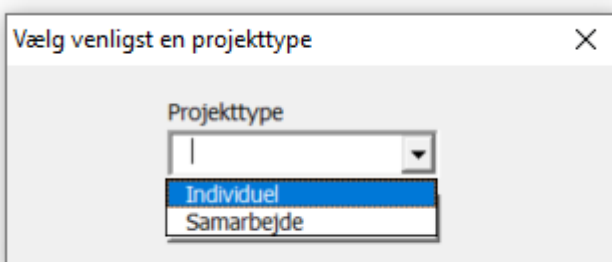 Vælg venligst en projekttype
Projekttype
Individuel
Samarbejde